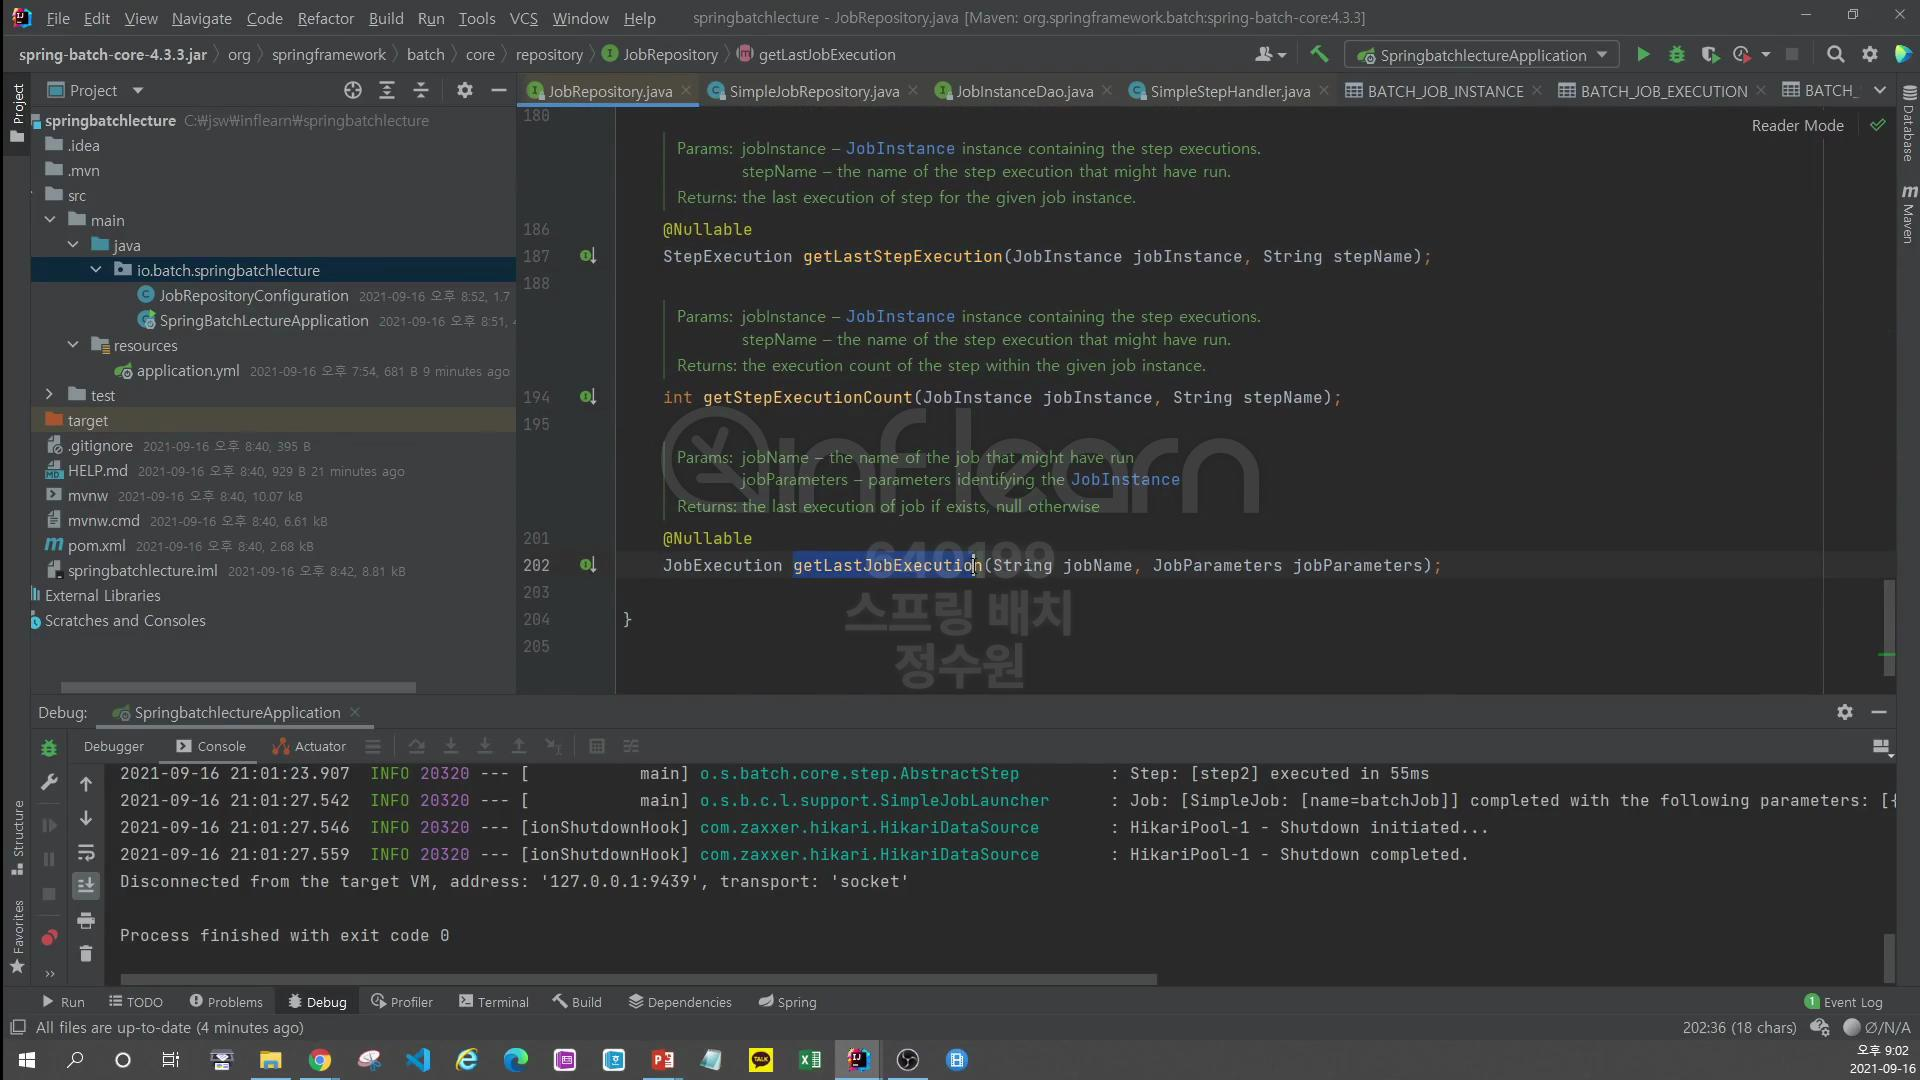 File Edit View Navigate Code Refactor Build Run Tools VCS Window Help springbatchlecture - JobRepository.java [Maven: org.springframework.batch:spring-batch-core:4.3.3]
spring-batch-core-4.3.3.jar org springframework batch core repository JobRepository getLastJobExecution SpringbatchlectureApplication
Project JobRepository.java SimpleJobRepository.java JobInstanceDao.java SimpleStepHandler.java BATCH_JOB_INSTANCE BATCH_JOB_EXECUTION BATCH_
Project
Database
Maven
Structure
Favorites
springbatchlecture C:₩jsw₩inflearn₩springbatchlecture
.idea
.mvn
src
main
java
io.batch.springbatchlecture
JobRepositoryConfiguration 2021-09-16 오후 8:52, 1.7
SpringBatchLectureApplication 2021-09-16 오후 8:51, 4
resources
application.yml 2021-09-16 오후 7:54, 681 B 9 minutes ago
test
target
.gitignore 2021-09-16 오후 8:40, 395 B
HELP.md 2021-09-16 오후 8:40, 929 B 21 minutes ago
mvnw 2021-09-16 오후 8:40, 10.07 kB
mvnw.cmd 2021-09-16 오후 8:40, 6.61 kB
pom.xml 2021-09-16 오후 8:40, 2.68 kB
springbatchlecture.iml 2021-09-16 오후 8:42, 8.2 kB
External Libraries
Scratches and Consoles
Reader Mode
180
Params: jobInstance – JobInstance instance containing the step executions.
stepName – the name of the step execution that might have run.
Returns: the last execution of step for the given job instance.
186 @Nullable
187 StepExecution getLastStepExecution(JobInstance jobInstance, String stepName);
188
Params: jobInstance – JobInstance instance containing the step executions.
stepName – the name of the step execution that might have run.
Returns: the execution count of the step within the given job instance.
194 int getStepExecutionCount(JobInstance jobInstance, String stepName);
195
Params: jobName – the name of the job that might have run
jobParameters – parameters identifying the JobInstance
Returns: the last execution of job if exists, null otherwise
201 @Nullable
202 JobExecution getLastJobExecution(String jobName, JobParameters jobParameters);
203
204 }
205
inflearn
640199
스프링 배치
정수원
Debug: SpringbatchlectureApplication
Debugger Console Actuator
2021-09-16 21:01:23.907 INFO 20320 --- [ main] o.s.batch.core.step.AbstractStep : Step: [step2] executed in 55ms
2021-09-16 21:01:27.542 INFO 20320 --- [ main] o.s.b.c.l.support.SimpleJobLauncher : Job: [SimpleJob: [name=batchJob]] completed with the following parameters: [{
2021-09-16 21:01:27.546 INFO 20320 --- [ionShutdownHook] com.zaxxer.hikari.HikariDataSource : HikariPool-1 - Shutdown initiated...
2021-09-16 21:01:27.559 INFO 20320 --- [ionShutdownHook] com.zaxxer.hikari.HikariDataSource : HikariPool-1 - Shutdown completed.
Disconnected from the target VM, address: '127.0.0.1:9439', transport: 'socket'
Process finished with exit code 0
Run TODO Problems Debug Profiler Terminal Build Dependencies Spring 1 Event Log
All files are up-to-date (4 minutes ago) 202:36 (18 chars) Ø/N/A
오후 9:02
2021-09-16